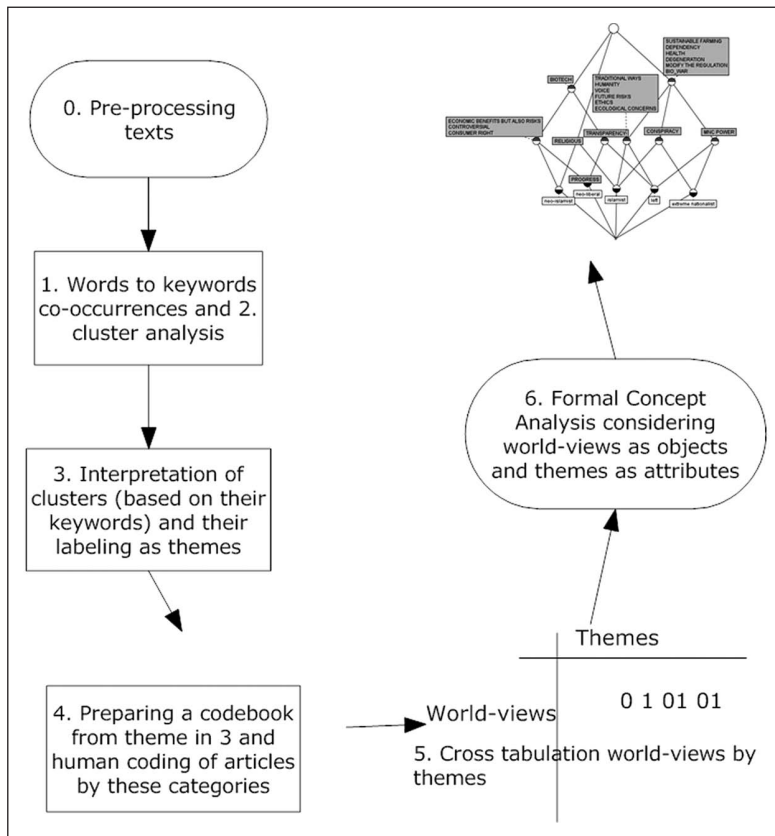 0. Pre-processing
texts
1. Words to keywords
co-occurrences and 2.
cluster analysis
3. Interpretation of
clusters (based on their
keywords) and their
labeling as themes
4. Preparing a codebook
from theme in 3 and
human coding of articles
by these categories
Themes
World-views
0 1 01 01
5. Cross tabulation world-views by
themes
6. Formal Concept
Analysis considering
world-views as objects
and themes as attributes
SUSTAINABLE FARMING
DEPENDENCY
HEALTH
DEGENERATION
MODIFY THE REGULATION
BIO_WAR
BIOTECH
TRADITIONAL WAYS
HUMANITY
VOICE
FUTURE RISKS
ETHICS
ECOLOGICAL CONCERNS
ECONOMIC BENEFITS BUT ALSO RISKS
CONTROVERSIAL
CONSUMER RIGHT
RELIGIOUS
TRANSPARENCY
CONSPIRACY
MNC POWER
PROGRESS
neo-islamist
neo-liberal
islamist
left
extreme nationalist